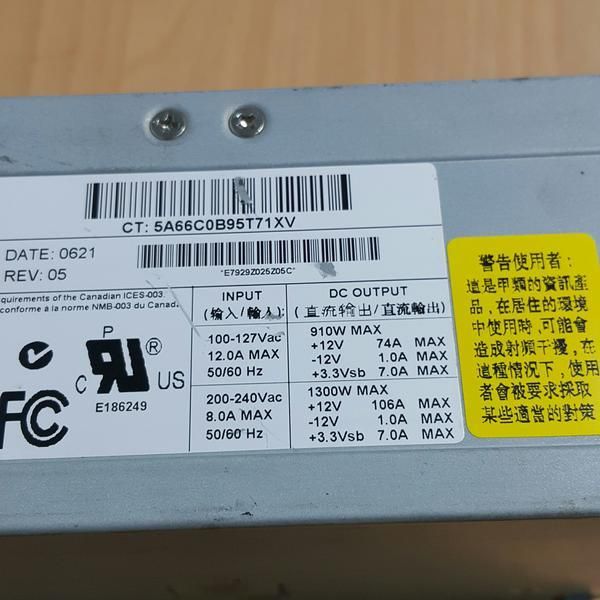 CT: 5A66C0B95T71XV
DATE: 0621
REV: 05
"E7929Z025Z05C"
requirements of the Canadian ICES-003.
conforme à la norme NMB-003 du Canada.
C UL R US
P
E186249
FC
INPUT
(输入/輸入)
DC OUTPUT
(直流输出/直流輸出)
100-127Vac
12.0A MAX
50/60 Hz
910W MAX
+12V 74A MAX
-12V 1.0A MAX
+3.3Vsb 7.0A MAX
200-240Vac
8.0A MAX
50/60 Hz
1300W MAX
+12V 106A MAX
-12V 1.0A MAX
+3.3Vsb 7.0A MAX
警告使用者:
這是甲類的資訊產
品,在居住的環境
中使用時,可能會
造成射頻干擾,在
這種情況下,使用
者會被要求採取
某些適當的對策